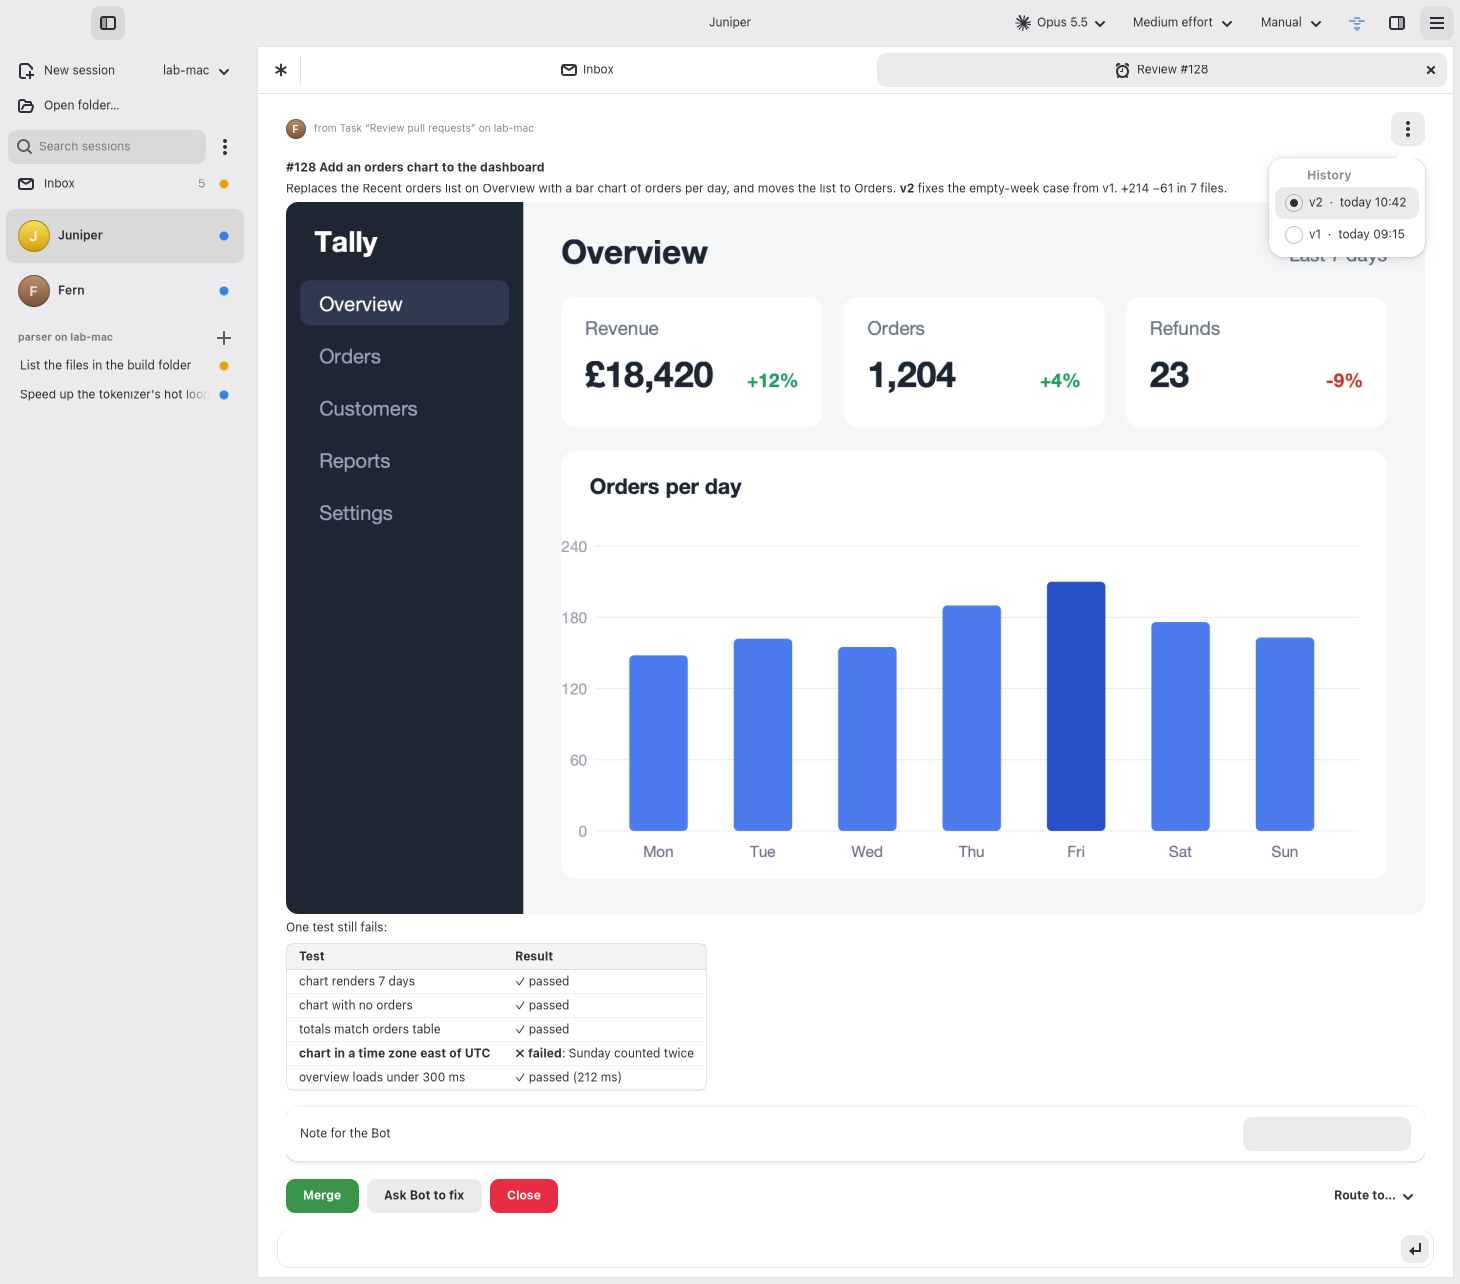 Juniper
Opus 5.5
Medium effort
Manual
New session
lab-mac
Open folder...
Search sessions
Inbox
5
J
Juniper
F
Fern
parser on lab-mac
List the files in the build folder
Speed up the tokenizer's hot loop
Inbox
Review #128
F
from Task “Review pull requests” on lab-mac
#128 Add an orders chart to the dashboard
Replaces the Recent orders list on Overview with a bar chart of orders per day, and moves the list to Orders. v2 fixes the empty-week case from v1. +214 −61 in 7 files.
History
v2 · today 10:42
v1 · today 09:15
Tally
Overview
Orders
Customers
Reports
Settings
Overview
Last 7 days
Revenue
£18,420
+12%
Orders
1,204
+4%
Refunds
23
-9%
Orders per day
240
180
120
60
0
Mon
Tue
Wed
Thu
Fri
Sat
Sun
One test still fails:
Test
Result
chart renders 7 days
✓ passed
chart with no orders
✓ passed
totals match orders table
✓ passed
chart in a time zone east of UTC
✕ failed: Sunday counted twice
overview loads under 300 ms
✓ passed (212 ms)
Note for the Bot
Merge
Ask Bot to fix
Close
Route to...